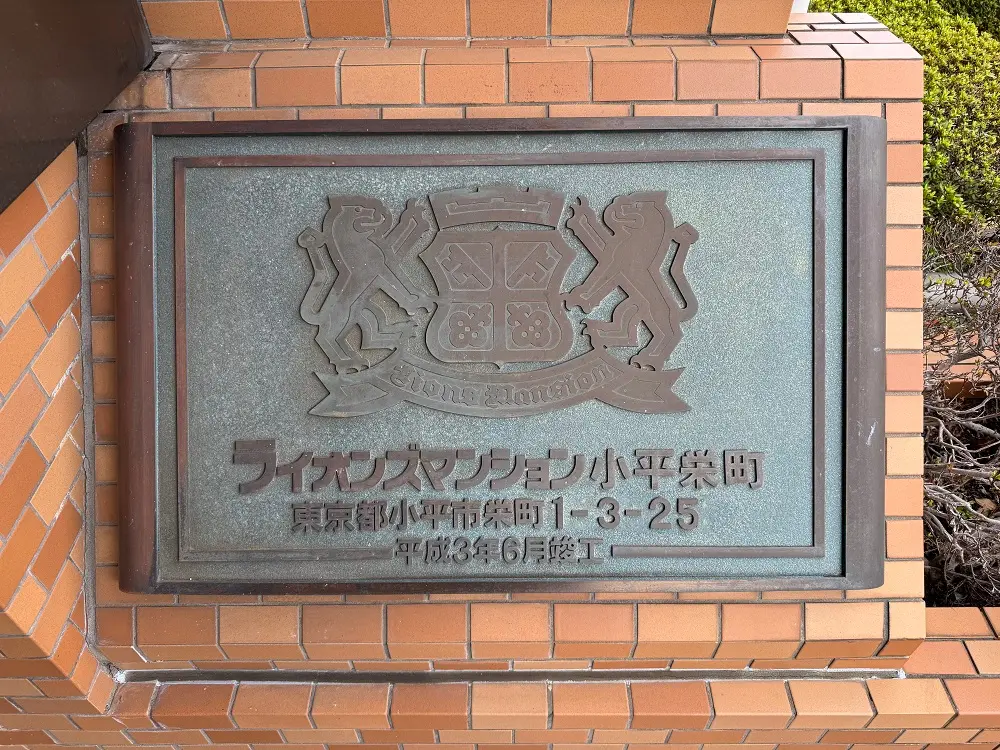 Lions Mansion
ライオンズマンション小平栄町
東京都小平市栄町1-3-25
平成3年6月竣工